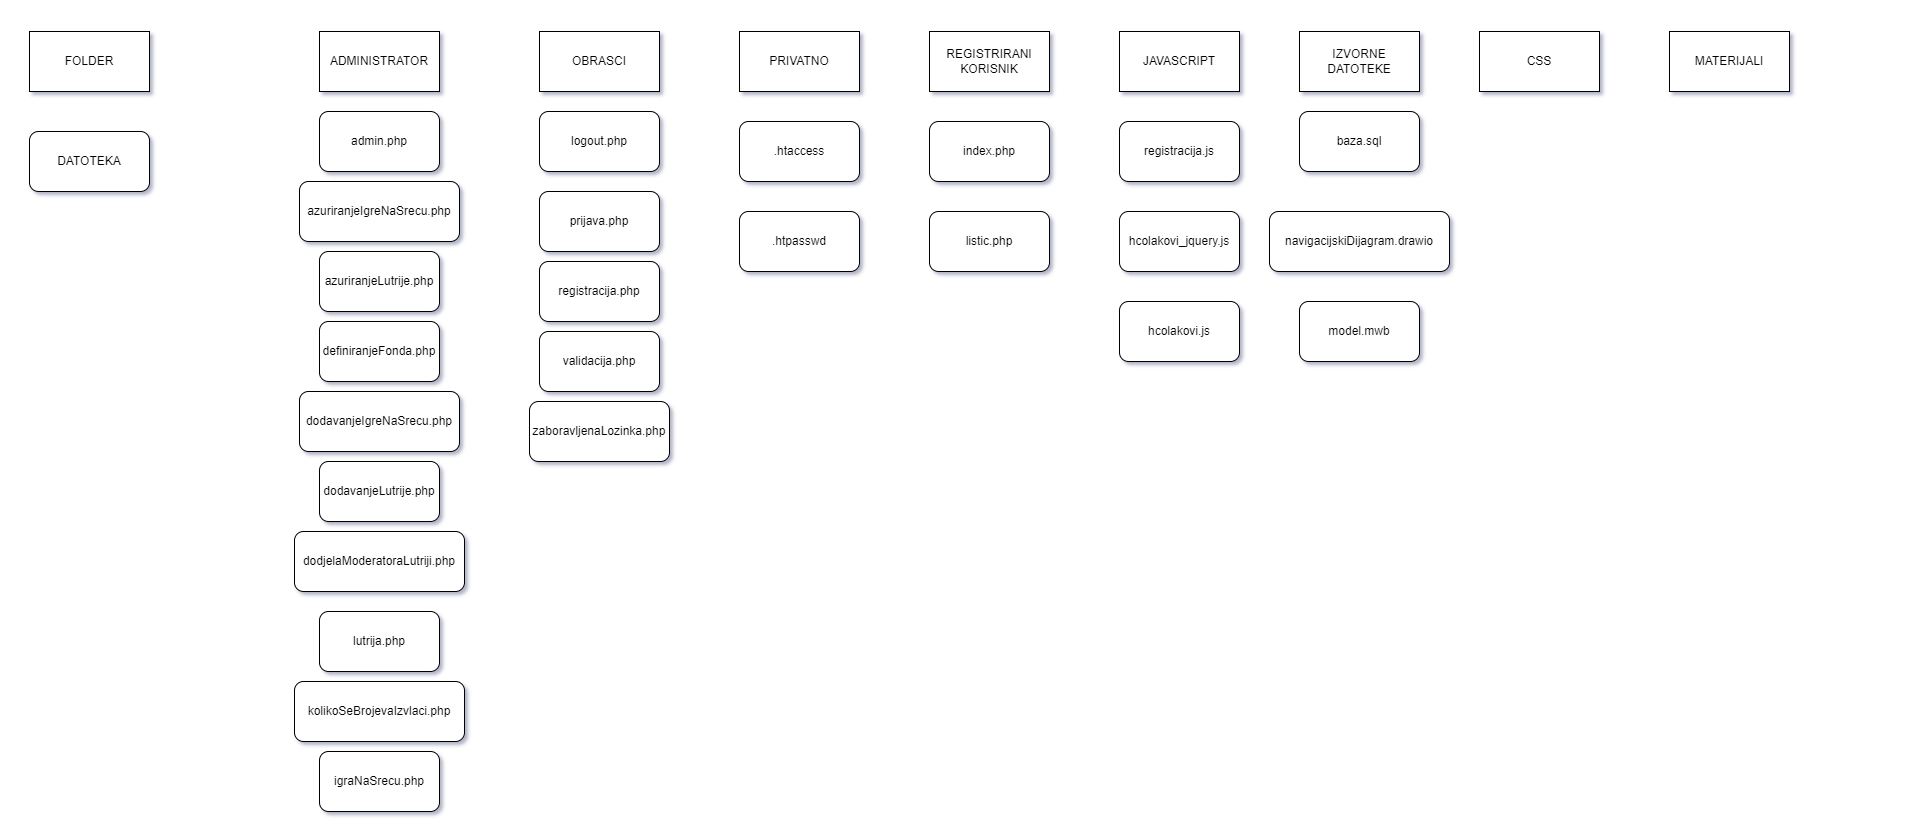 FOLDER
DATOTEKA
ADMINISTRATOR
admin.php
azuriranjeIgreNaSrecu.php
azuriranjeLutrije.php
definiranjeFonda.php
dodavanjeIgreNaSrecu.php
dodavanjeLutrije.php
dodjelaModeratoraLutriji.php
lutrija.php
kolikoSeBrojevaIzvlaci.php
igraNaSrecu.php
OBRASCI
logout.php
prijava.php
registracija.php
validacija.php
zaboravljenaLozinka.php
PRIVATNO
.htaccess
.htpasswd
REGISTRIRANI
KORISNIK
index.php
listic.php
JAVASCRIPT
registracija.js
hcolakovi_jquery.js
hcolakovi.js
IZVORNE
DATOTEKE
baza.sql
navigacijskiDijagram.drawio
model.mwb
CSS
MATERIJALI